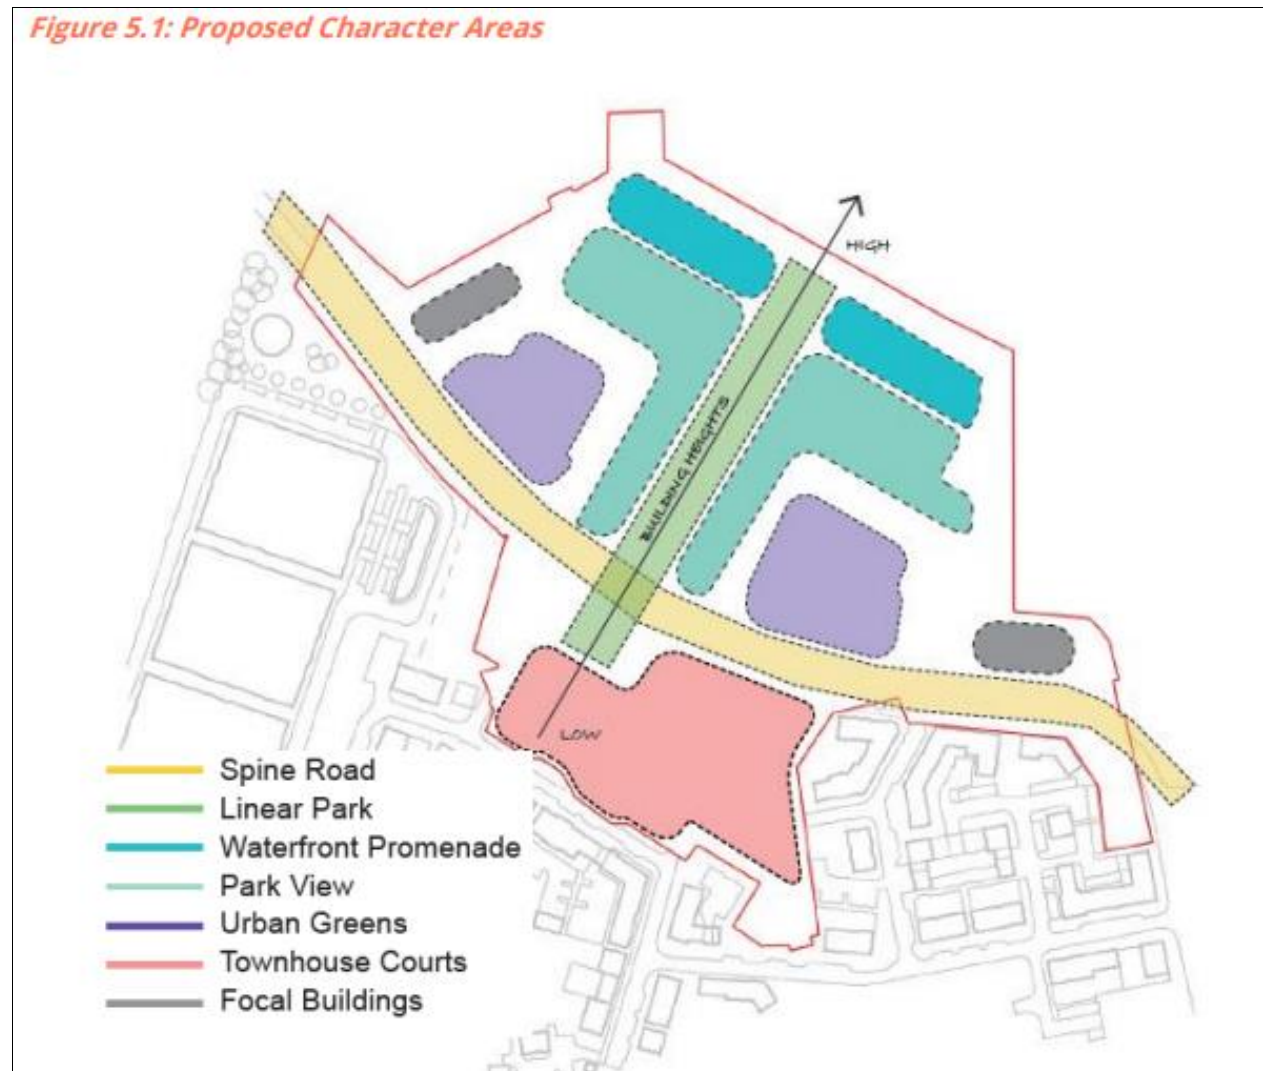 Figure 5.1: Proposed Character Areas
HIGH
BUILDING HEIGHTS
LOW
Spine Road
Linear Park
Waterfront Promenade
Park View
Urban Greens
Townhouse Courts
Focal Buildings